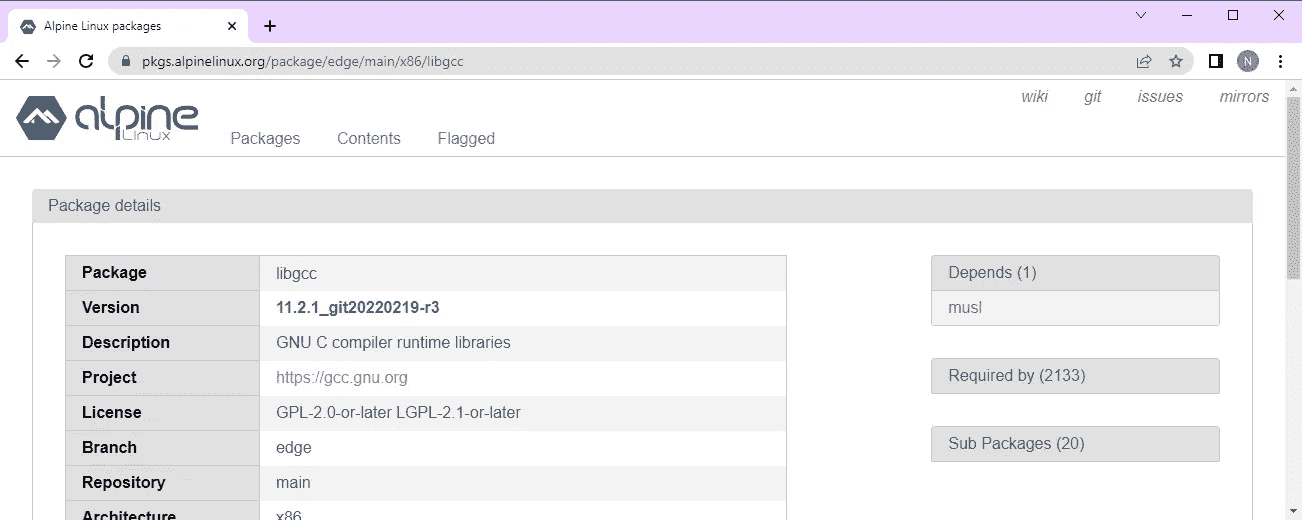 Alpine Linux packages
pkgs.alpinelinux.org/package/edge/main/x86/libgcc
N
wiki git issues mirrors
alpine
Linux
Packages Contents Flagged
Package details
Package libgcc
Version 11.2.1_git20220219-r3
Description GNU C compiler runtime libraries
Project https://gcc.gnu.org
License GPL-2.0-or-later LGPL-2.1-or-later
Branch edge
Repository main
Architecture x86
Depends (1)
musl
Required by (2133)
Sub Packages (20)